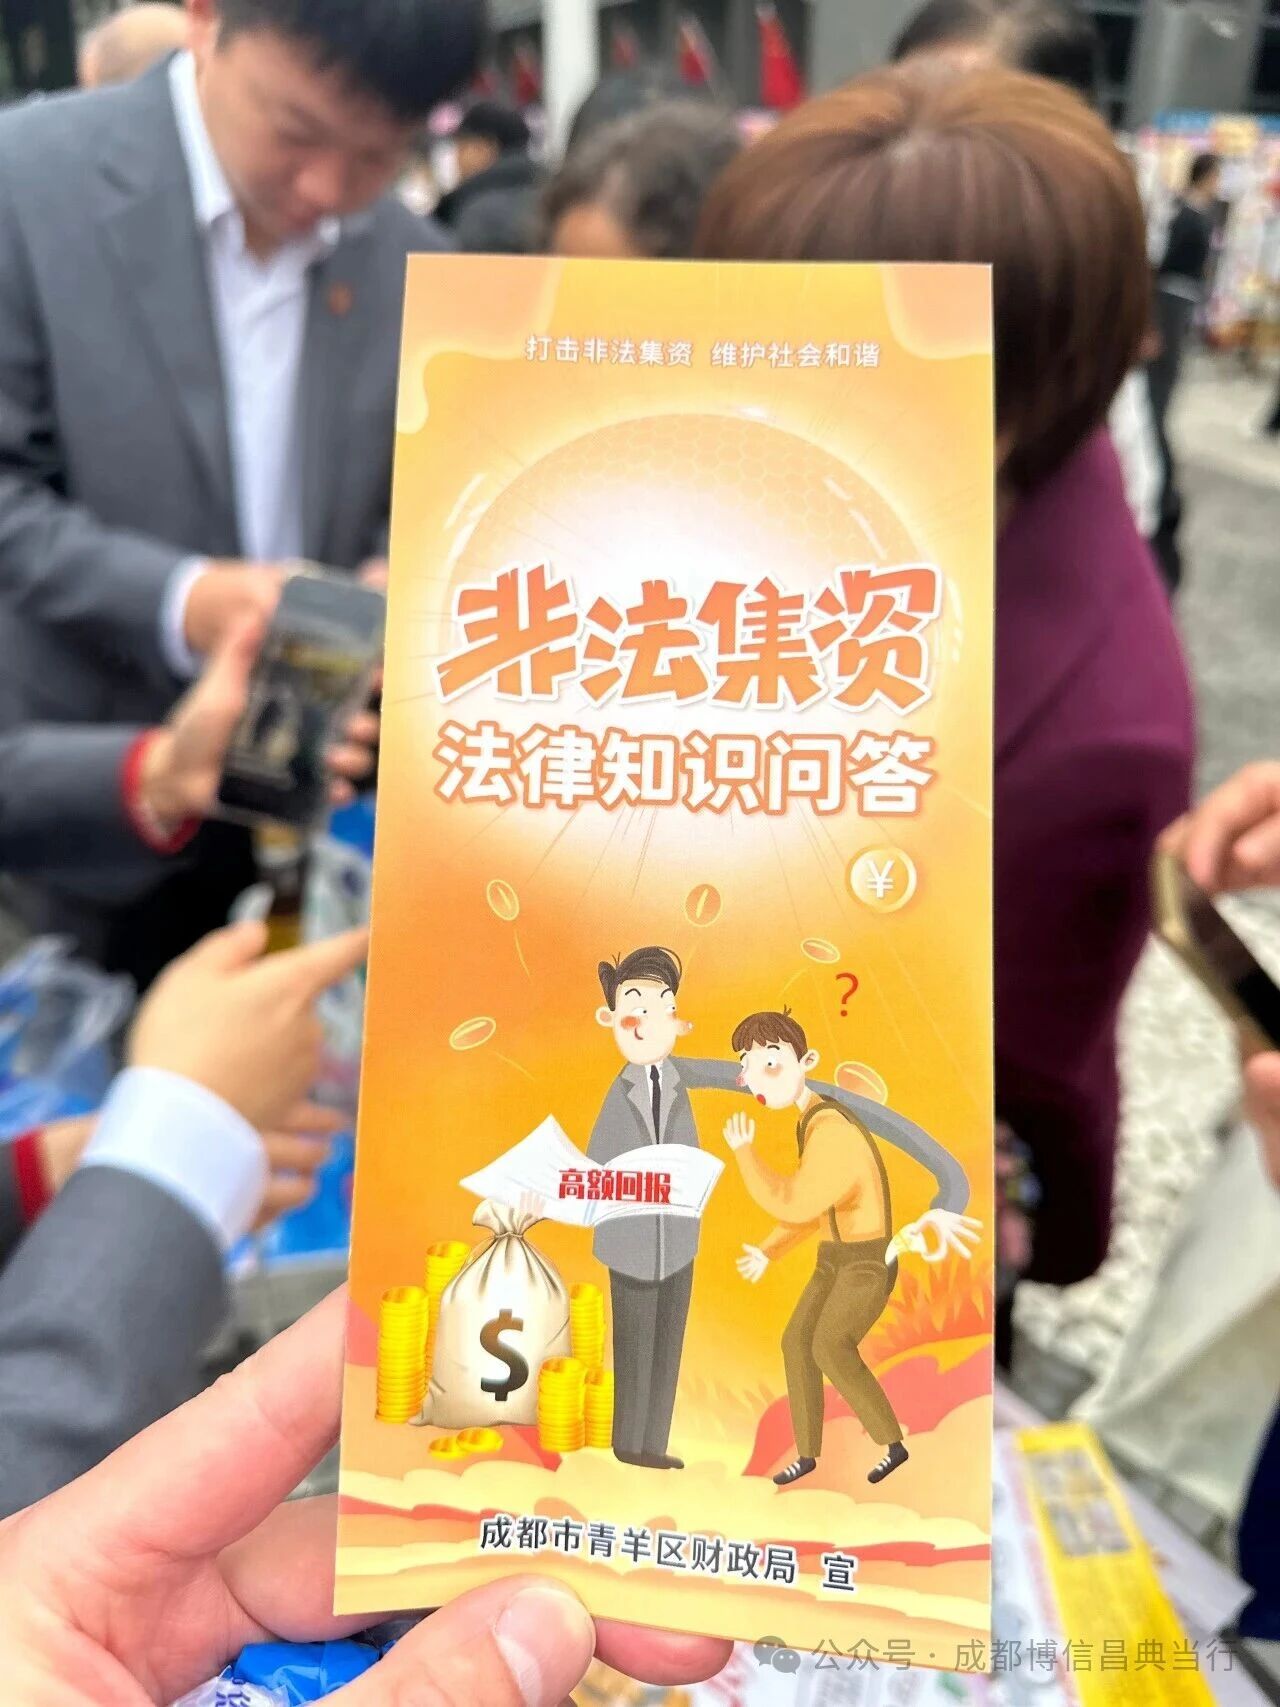 打击非法集资 维护社会和谐
非法集资
法律知识问答
¥
?
高额回报
$
成都市青羊区财政局 宣
公众号·成都博信昌典当行